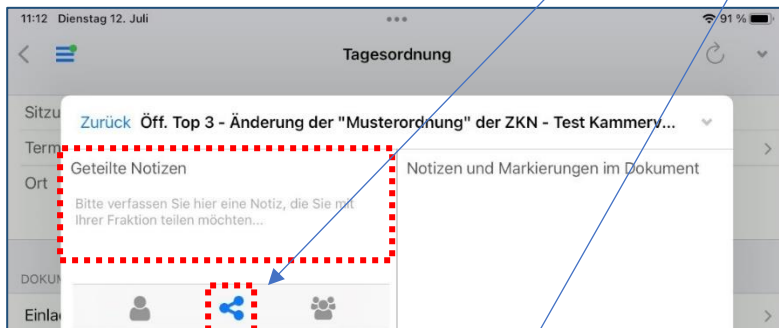 11:12 Dienstag 12. Juli
91 %
Tagesordnung
Sitzu
Zurück Öff. Top 3 - Änderung der "Musterordnung" der ZKN - Test Kammerv...
Term
Geteilte Notizen
Notizen und Markierungen im Dokument
Ort
Bitte verfassen Sie hier eine Notiz, die Sie mit
Ihrer Fraktion teilen möchten...
DOKUM
Einla